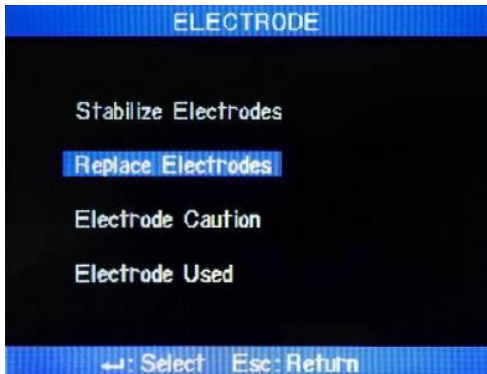 ELECTRODE
Stabilize Electrodes
Replace Electrodes
Electrode Caution
Electrode Used
↵: Select Esc: Return